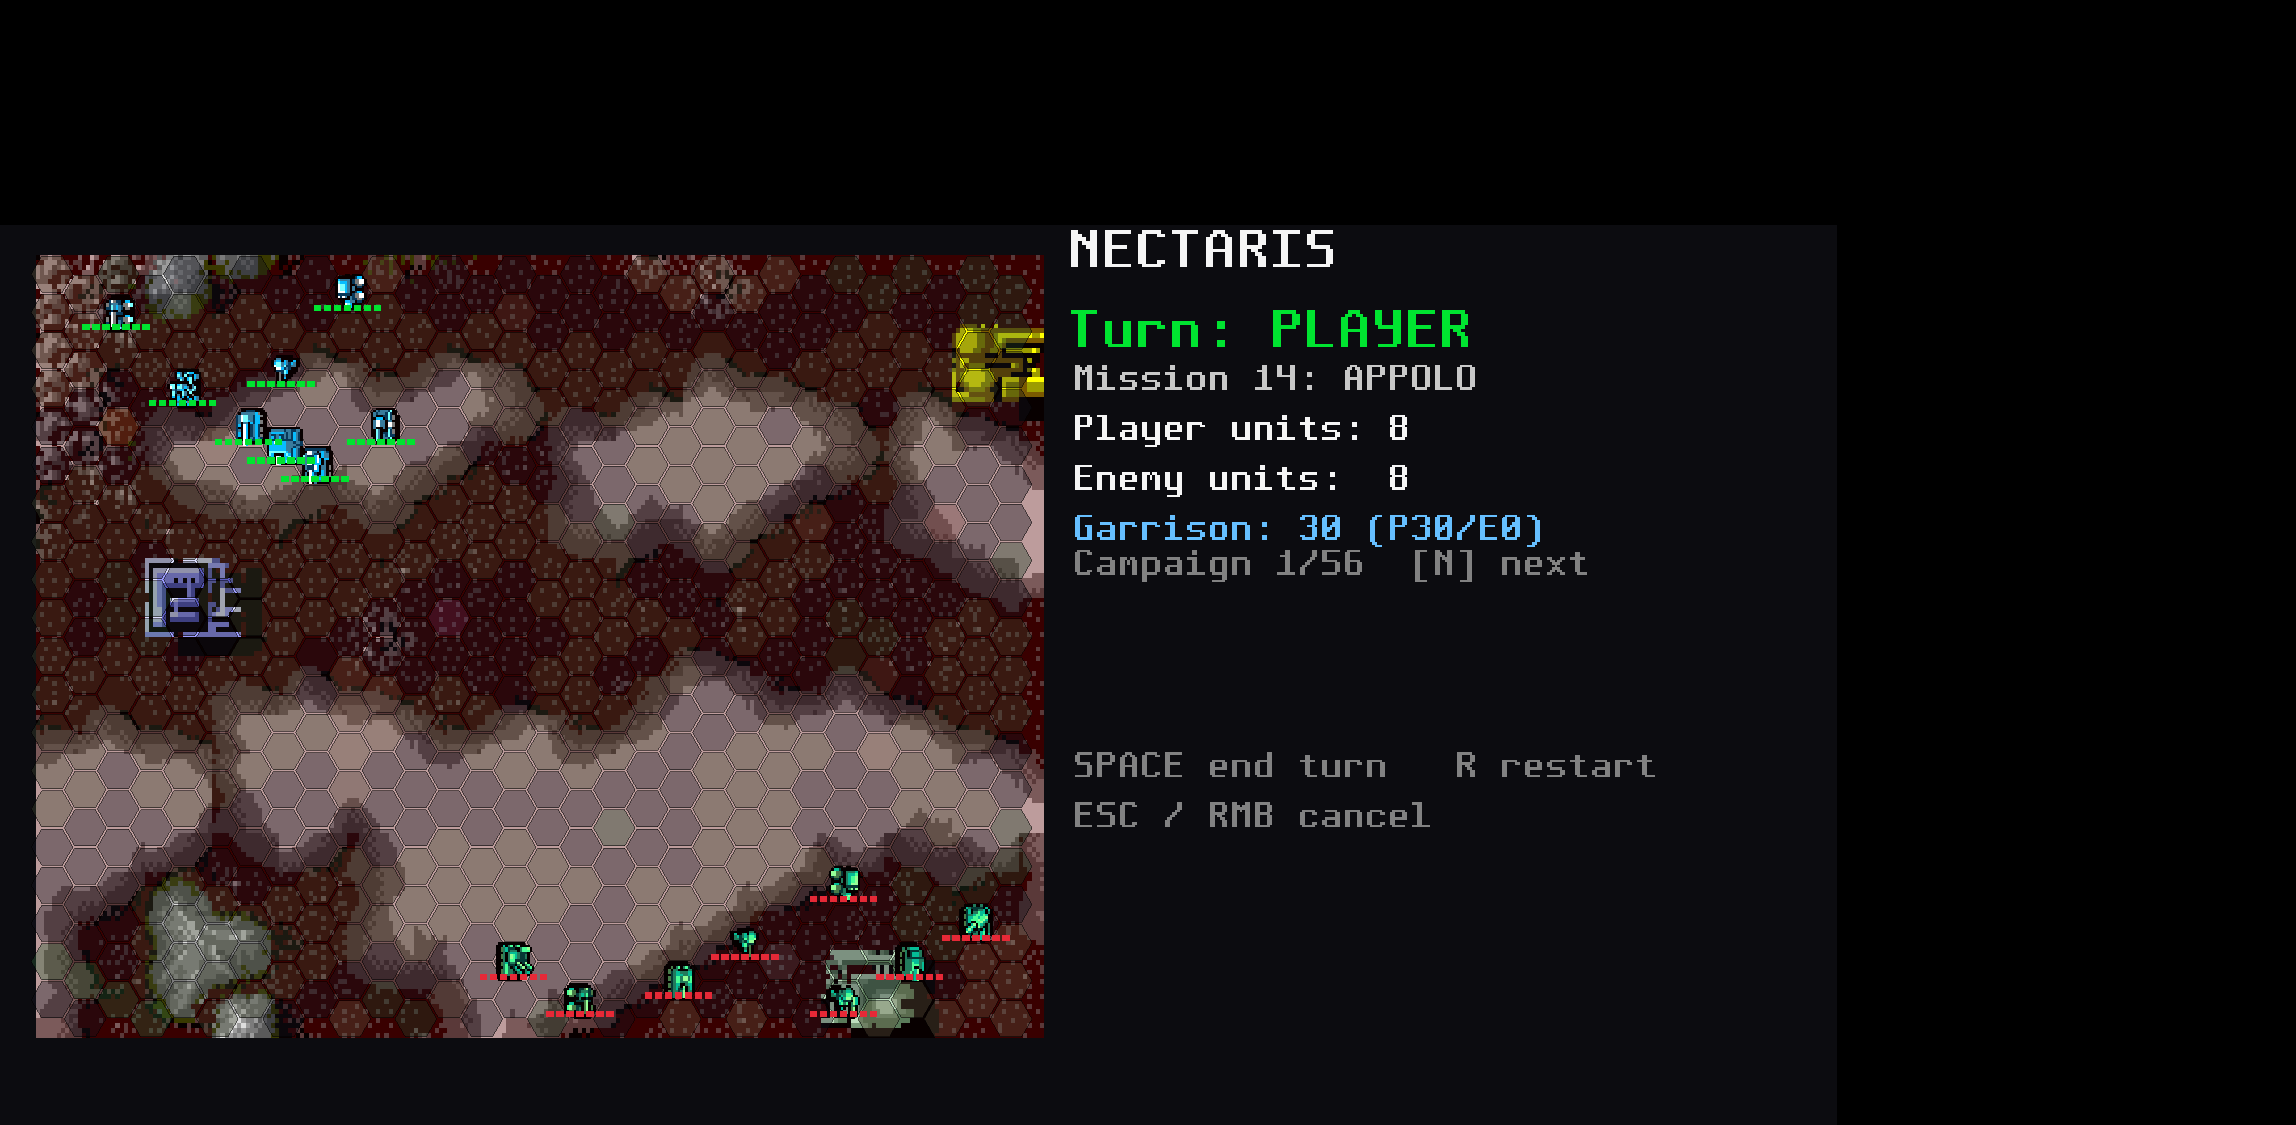 NECTARIS
Turn: PLAYER
Mission 14: APPOLO
Player units: 8
Enemy units: 8
Garrison: 30 (P30/E0)
Campaign 1/56 [N] next
SPACE end turn R restart
ESC / RMB cancel